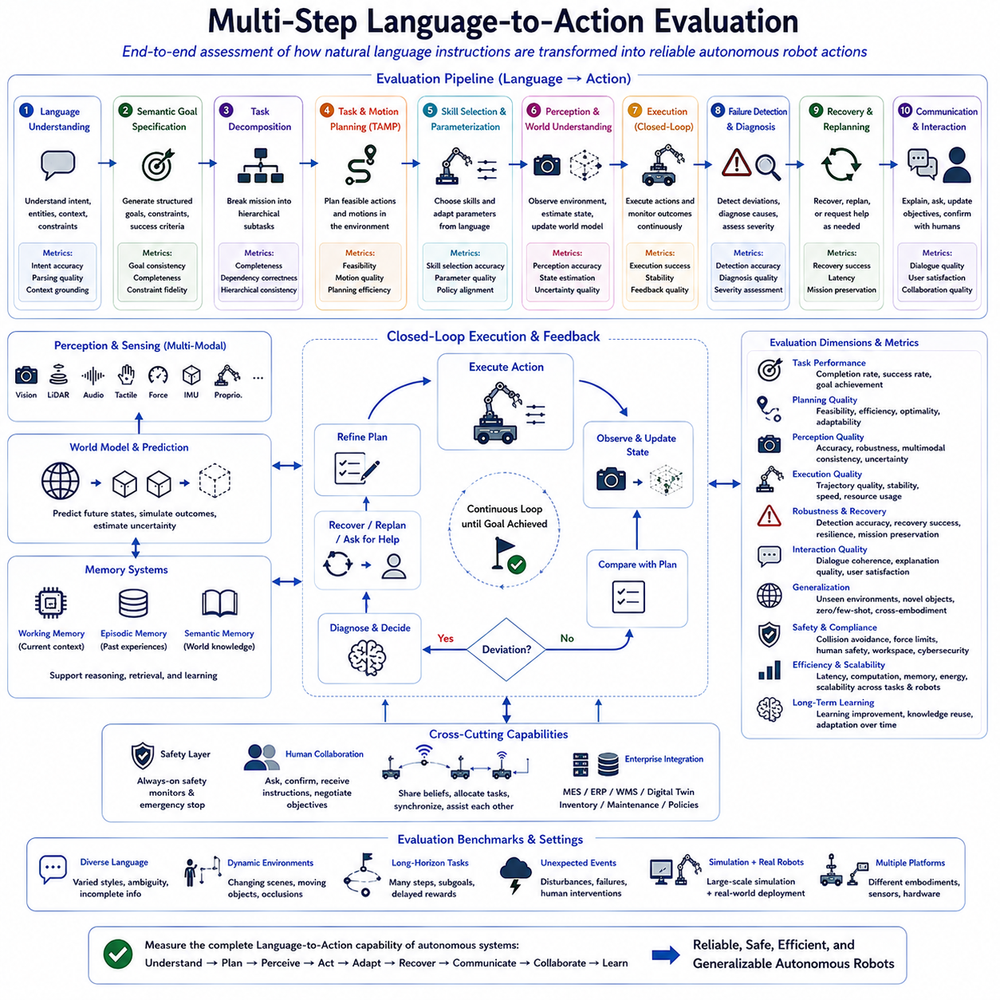 Multi-Step Language-to-Action Evaluation
End-to-end assessment of how natural language instructions are transformed into reliable autonomous robot actions
Evaluation Pipeline (Language → Action)
1 Language
Understanding
Understand intent,
entities, context,
constraints
Metrics:
Intent accuracy
Parsing quality
Context grounding
2 Semantic Goal
Specification
Generate structured
goals, constraints,
success criteria
Metrics:
Goal consistency
Completeness
Constraint fidelity
3 Task
Decomposition
Break mission into
hierarchical
subtasks
Metrics:
Completeness
Dependency correctness
Hierarchical consistency
4 Task & Motion
Planning (TAMP)
Plan feasible actions
and motions in
the environment
Metrics:
Feasibility
Motion quality
Planning efficiency
5 Skill Selection &
Parameterization
Choose skills and
adapt parameters
from language
Metrics:
Skill selection accuracy
Parameter quality
Policy alignment
6 Perception &
World Understanding
Observe environment,
estimate state,
update world model
Metrics:
Perception accuracy
State estimation
Uncertainty quality
7 Execution
(Closed-Loop)
Execute actions and
monitor outcomes
continuously
Metrics:
Execution success
Stability
Feedback quality
8 Failure Detection
& Diagnosis
Detect deviations,
diagnose causes,
assess severity
Metrics:
Detection accuracy
Diagnosis quality
Severity assessment
9 Recovery &
Replanning
Recover, replan,
or request help
as needed
Metrics:
Recovery success
Latency
Mission preservation
10 Communication
& Interaction
Explain, ask, update
objectives, confirm
with humans
Metrics:
Dialogue quality
User satisfaction
Collaboration quality
Perception & Sensing (Multi-Modal)
Vision LiDAR Audio Tactile Force IMU Proprio. ...
World Model & Prediction
Predict future states, simulate outcomes,
estimate uncertainty
Memory Systems
Working Memory
(Current context)
Episodic Memory
(Past experiences)
Semantic Memory
(World knowledge)
Support reasoning, retrieval, and learning
Closed-Loop Execution & Feedback
Execute Action
Refine Plan
Observe & Update
State
Continuous Loop
until Goal Achieved
Recover / Replan
/ Ask for Help
Compare with Plan
Diagnose & Decide
Yes
Deviation?
No
Evaluation Dimensions & Metrics
Task Performance
Completion rate, success rate,
goal achievement
Planning Quality
Feasibility, efficiency, optimality,
adaptability
Perception Quality
Accuracy, robustness, multimodal
consistency, uncertainty
Execution Quality
Trajectory quality, stability,
speed, resource usage
Robustness & Recovery
Detection accuracy, recovery success,
resilience, mission preservation
Interaction Quality
Dialogue coherence, explanation
quality, user satisfaction
Generalization
Unseen environments, novel objects,
zero/few-shot, cross-embodiment
Safety & Compliance
Collision avoidance, force limits,
human safety, workspace, cybersecurity
Efficiency & Scalability
Latency, computation, memory, energy,
scalability across tasks & robots
Long-Term Learning
Learning improvement, knowledge reuse,
adaptation over time
Cross-Cutting Capabilities
Safety Layer
Always-on safety
monitors &
emergency stop
Human Collaboration
Ask, confirm, receive
instructions, negotiate
objectives
Share beliefs, allocate tasks,
synchronize, assist each other
Enterprise Integration
MES / ERP / WMS / Digital Twin
Inventory / Maintenance / Policies
Evaluation Benchmarks & Settings
Diverse Language
Varied styles, ambiguity,
incomplete info
Dynamic Environments
Changing scenes, moving
objects, occlusions
Long-Horizon Tasks
Many steps, subgoals,
delayed rewards
Unexpected Events
Disturbances, failures,
human interventions
Simulation + Real Robots
Large-scale simulation
+ real-world deployment
Multiple Platforms
Different embodiments,
sensors, hardware
Measure the complete Language-to-Action capability of autonomous systems:
Understand → Plan → Perceive → Act → Adapt → Recover → Communicate → Collaborate → Learn
Reliable, Safe, Efficient, and
Generalizable Autonomous Robots